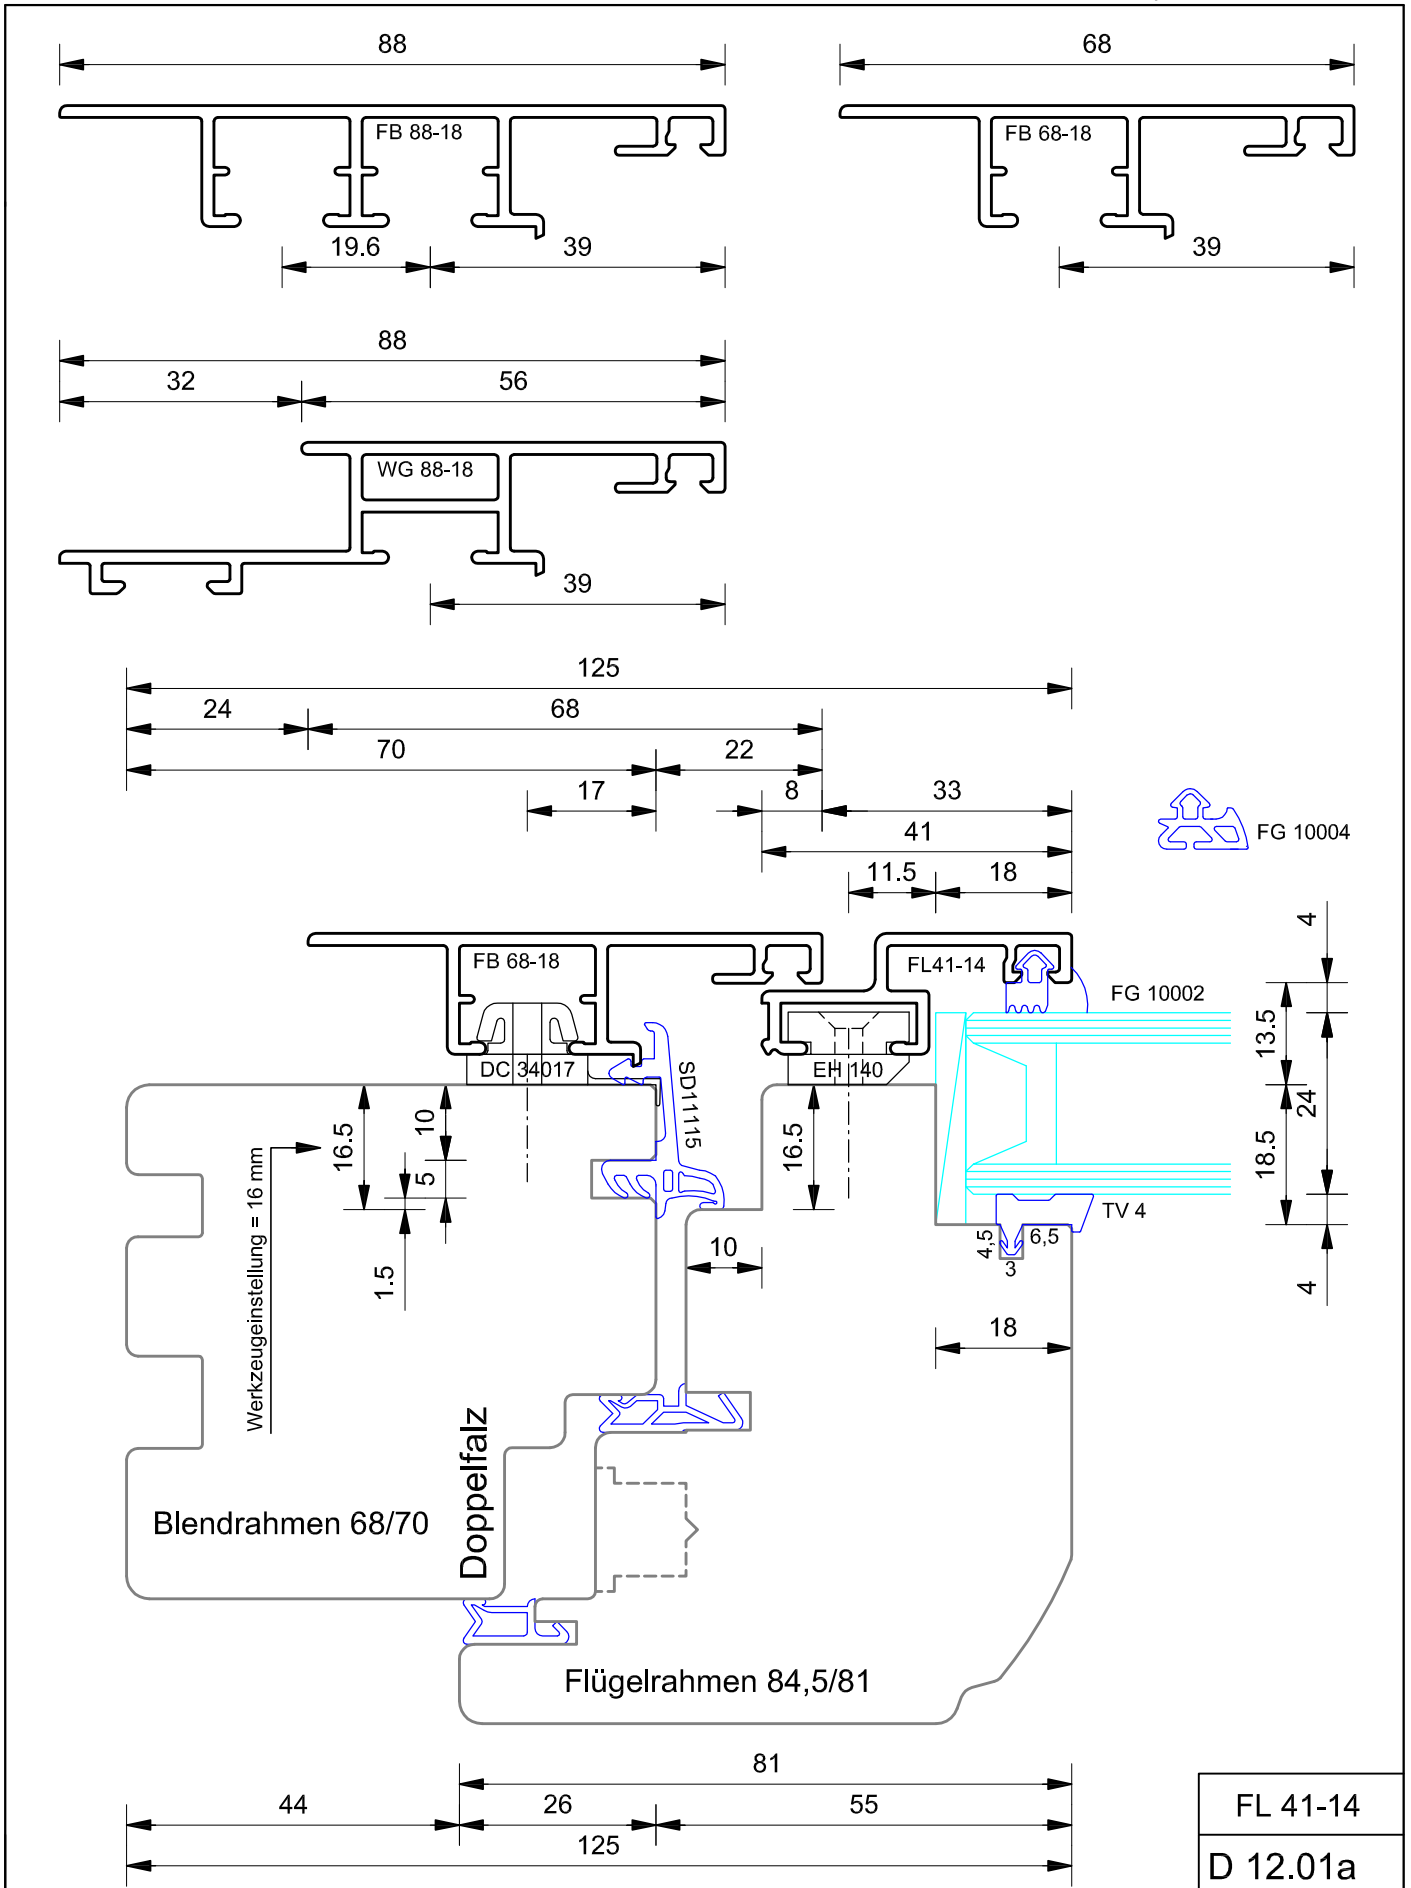 88
68
FB 88-18
FB 68-18
19.6
39
39
88
32
56
WG 88-18
39
125
24
68
70
22
17
8
33
41
11.5
18
FG 10004
4
FB 68-18
FL41-14
FG 10002
13.5
DC 34017
SD11115
EH 140
16.5
10
5
1.5
16.5
24
18.5
TV 4
4,5
6,5
3
4
10
18
Werkzeugeinstellung = 16 mm
Doppelfalz
Blendrahmen 68/70
Flügelrahmen 84,5/81
81
44
26
55
125
FL 41-14
D 12.01a